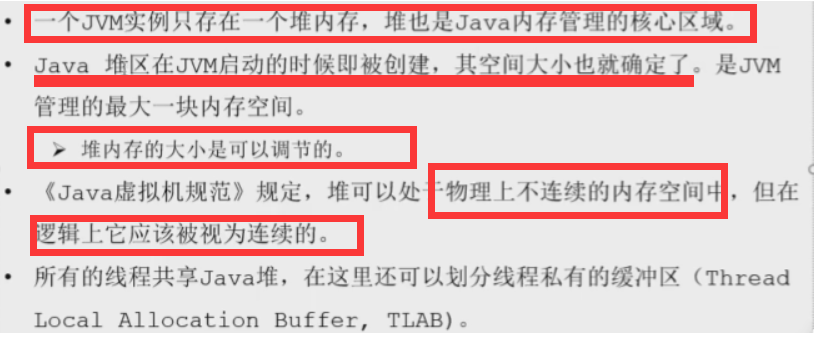 • 一个JVM实例只存在一个堆内存，堆也是Java内存管理的核心区域。
• Java 堆区在JVM启动的时候即被创建，其空间大小也就确定了。是JVM
管理的最大一块内存空间。
➢ 堆内存的大小是可以调节的。
• 《Java虚拟机规范》规定，堆可以处于物理上不连续的内存空间中，但在
逻辑上它应该被视为连续的。
• 所有的线程共享Java堆，在这里还可以划分线程私有的缓冲区（Thread
Local Allocation Buffer, TLAB)。